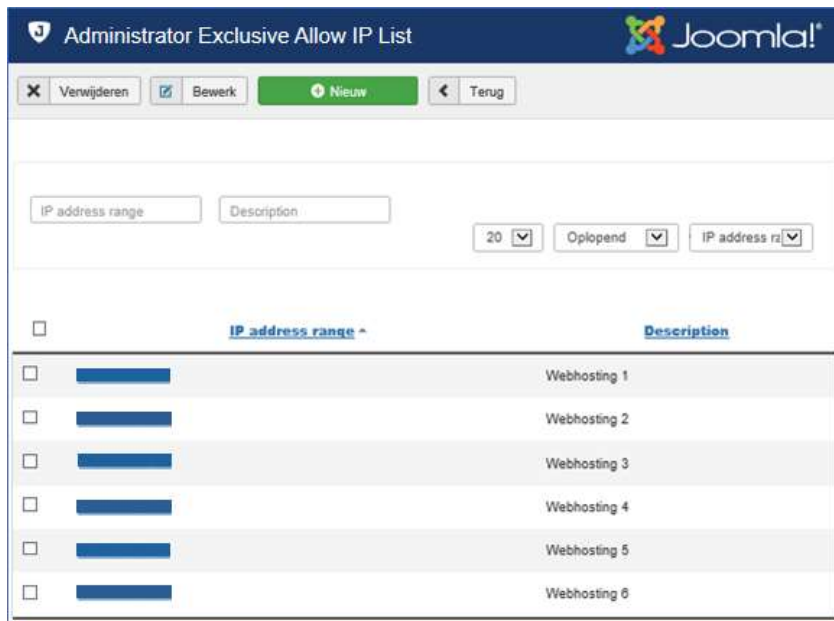 Administrator Exclusive Allow IP List
Joomla!®
Verwijderen Bewerk Nieuw Terug
IP address range Description
20 Oplopend IP address ra
IP address range Description
Webhosting 1
Webhosting 2
Webhosting 3
Webhosting 4
Webhosting 5
Webhosting 6